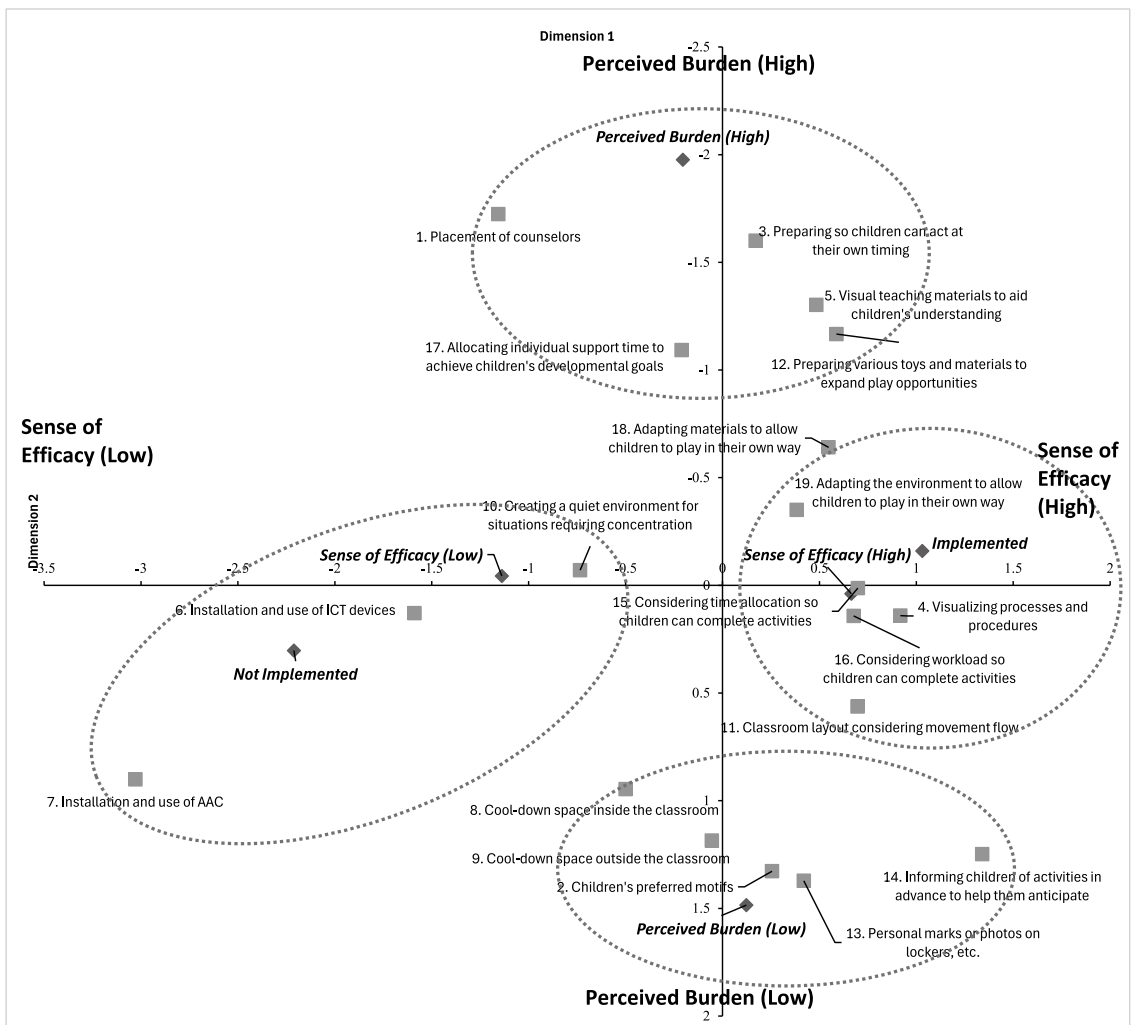 Dimension 1
-2.5
Perceived Burden (High)
Perceived Burden (High)
-2
1. Placement of counselors
3. Preparing so children can act at
their own timing
-1.5
5. Visual teaching materials to aid
children's understanding
17. Allocating individual support time to
achieve children's developmental goals
12. Preparing various toys and materials to
expand play opportunities
-1
Sense of
Efficacy (Low)
18. Adapting materials to allow
children to play in their own way
Sense of
Efficacy
(High)
19. Adapting the environment to allow
children to play in their own way
-0.5
10. Creating a quiet environment for
situations requiring concentration
Dimension 2
Sense of Efficacy (Low)
Sense of Efficacy (High)
Implemented
-3.5
-3
-2.5
-2
-1.5
-1
-0.5
0
0
0.5
1
1.5
2
6. Installation and use of ICT devices
15. Considering time allocation so
children can complete activities
4. Visualizing processes and
procedures
Not Implemented
16. Considering workload so
children can complete activities
0.5
11. Classroom layout considering movement flow
7. Installation and use of AAC
8. Cool-down space inside the classroom
1
9. Cool-down space outside the classroom
2. Children's preferred motifs
14. Informing children of activities in
advance to help them anticipate
1.5
Perceived Burden (Low)
13. Personal marks or photos on
lockers, etc.
Perceived Burden (Low)
2